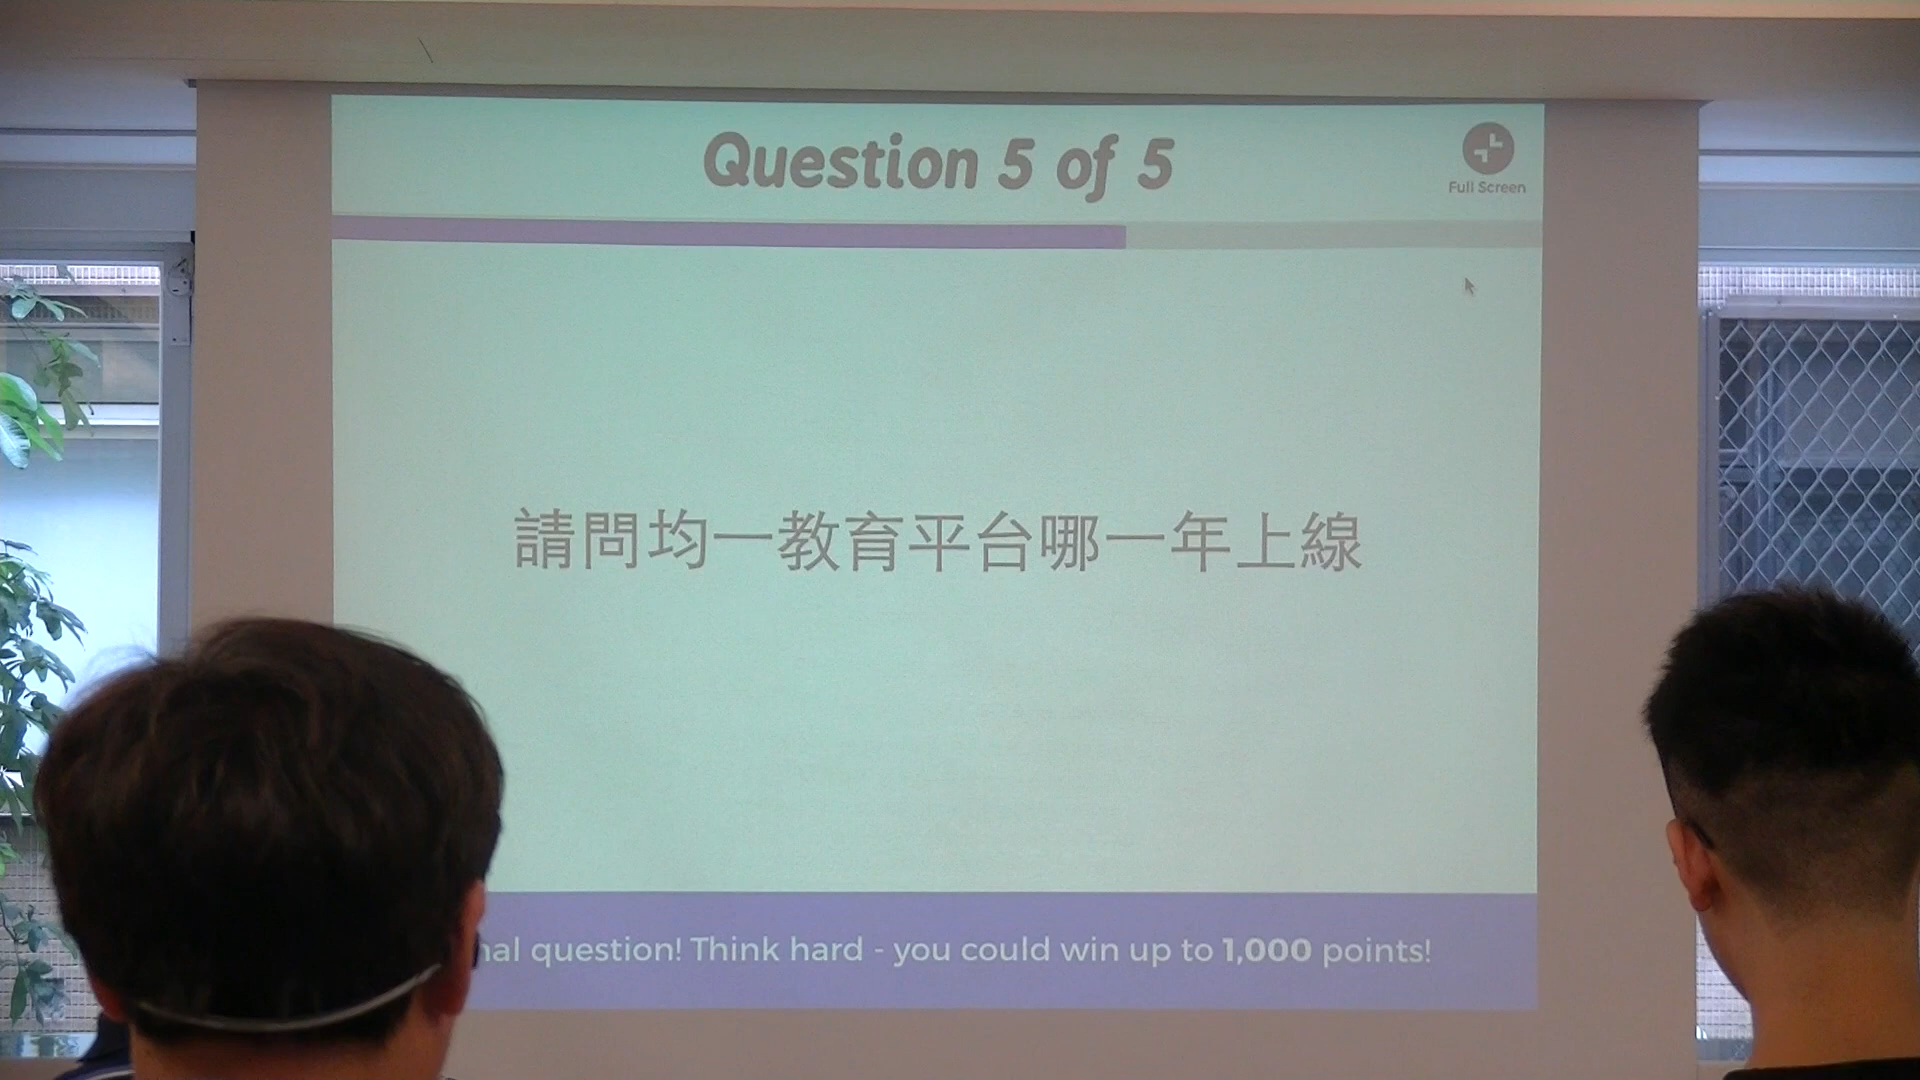 Question 5 of 5
Full Screen
請問均一教育平台哪一年上線
question! Think hard - you could win up to 1,000 points!